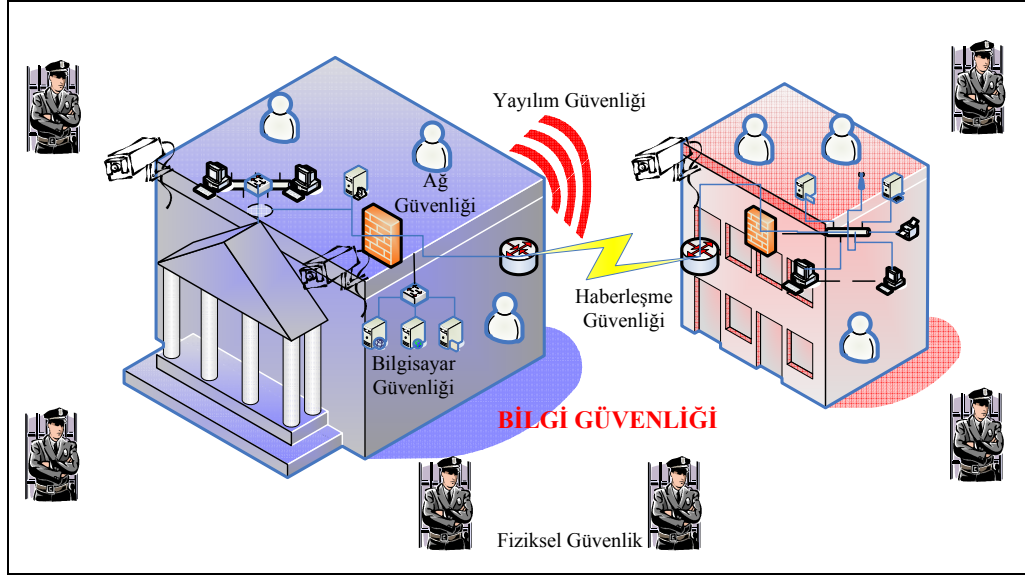 Yayılım Güvenliği
Ağ
Güvenliği
Haberleşme
Güvenliği
Bilgisayar
Güvenliği
BİLGİ GÜVENLİĞİ
Fiziksel Güvenlik